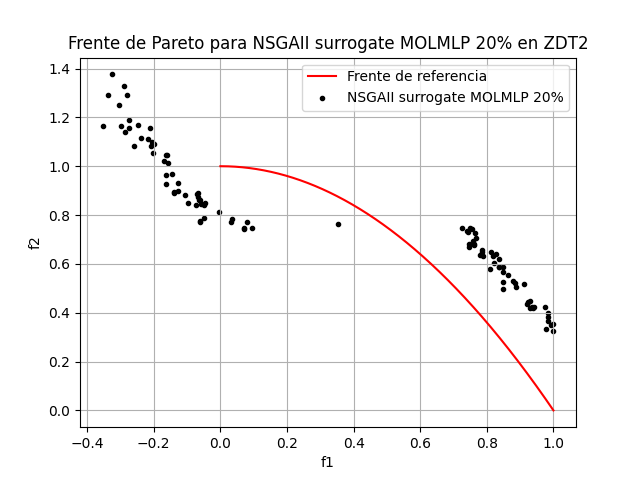 Frente de Pareto para NSGAII surrogate MOLMLP 20% en ZDT2
Frente de referencia
NSGAII surrogate MOLMLP 20%
f2
1.4
1.2
1.0
0.8
0.6
0.4
0.2
0.0
−0.4 −0.2 0.0 0.2 0.4 0.6 0.8 1.0
f1